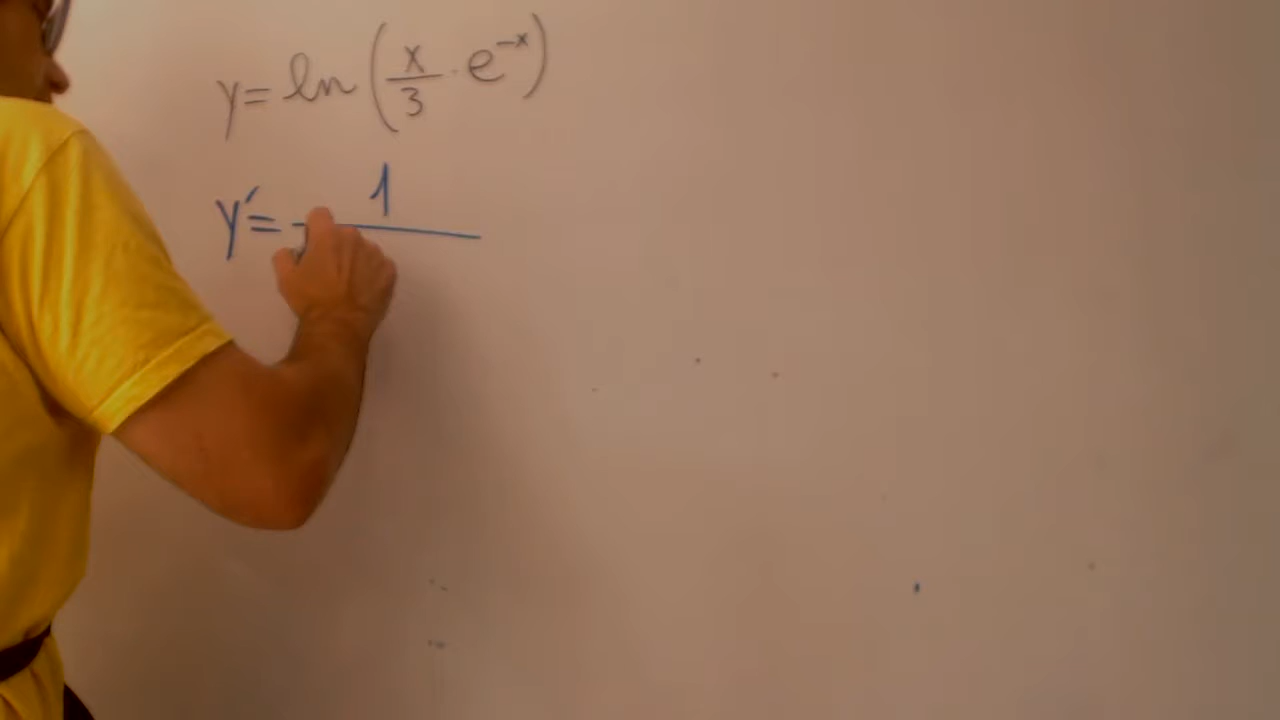 y = ln (x/3 · e^-x)
y' = 1/